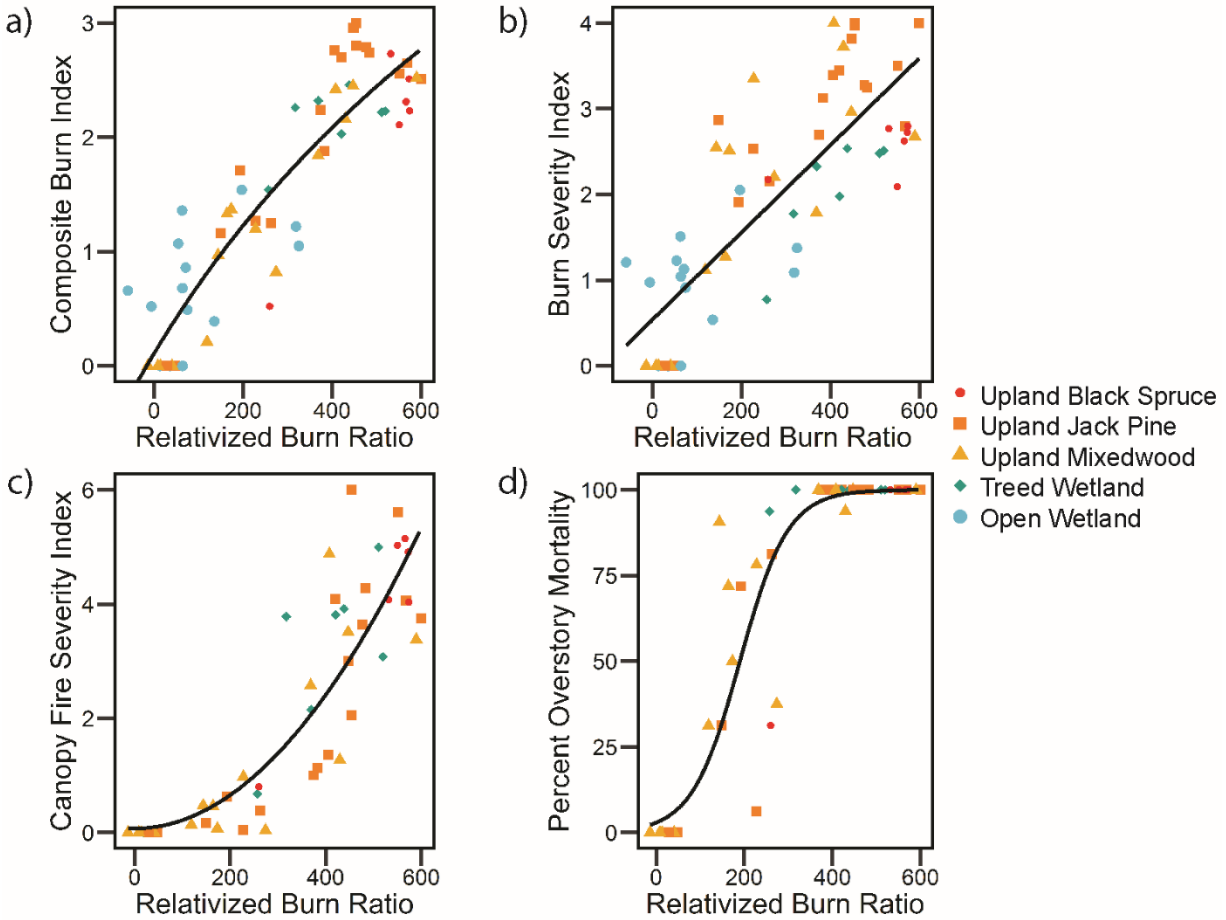 a)
Composite Burn Index
3
2
1
0
0 200 400 600
Relativized Burn Ratio
b)
Burn Severity Index
4
3
2
1
0
0 200 400 600
Relativized Burn Ratio
Upland Black Spruce
Upland Jack Pine
Upland Mixedwood
Treed Wetland
Open Wetland
c)
Canopy Fire Severity Index
6
4
2
0
0 200 400 600
Relativized Burn Ratio
d)
Percent Overstory Mortality
100
75
50
25
0
0 200 400 600
Relativized Burn Ratio